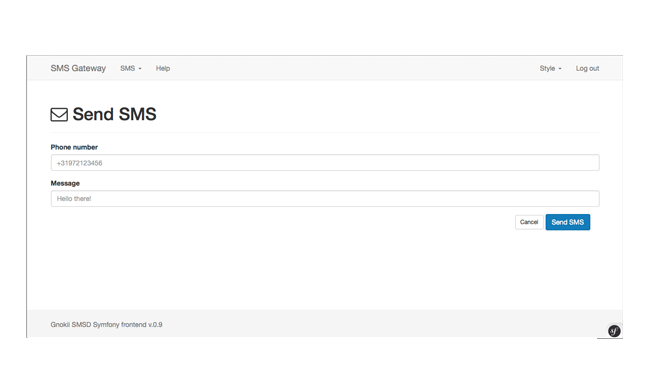 SMS Gateway SMS Help Style Log out
Send SMS
Phone number
+31972123456
Message
Hello there!
Cancel Send SMS
Gnokii SMSD Symfony frontend v.0.9
sf